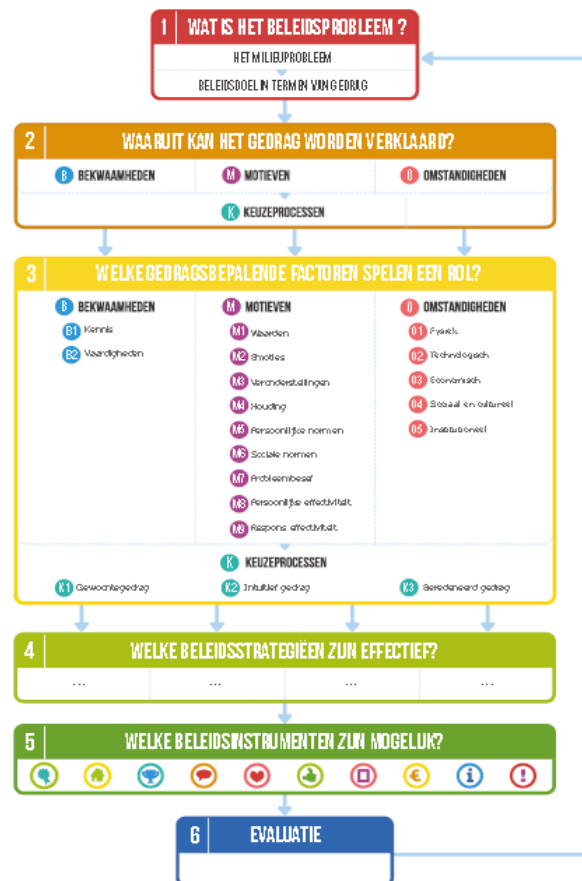 1 WAT IS HET BELEIDSPROBLEEM ?
HET MILIEUPROBLEEM
BELEIDSDOEL IN TERMEN VAN GEDRAG
2 WAARUIT KAN HET GEDRAG WORDEN VERKLAARD?
B BEKWAAMHEDEN M MOTIEVEN O OMSTANDIGHEDEN
K KEUZEPROCESSEN
3 WELKE GEDRAGSBEPALENDE FACTOREN SPELEN EEN ROL?
B BEKWAAMHEDEN
B1 Kennis
B2 Vaardigheden
M MOTIEVEN
M1 Waarden
M2 Emoties
M3 Veronderstellingen
M4 Houding
M5 Persoonlijke normen
M6 Sociale normen
M7 Probleembesef
M8 Persoonlijke effectiviteit
M9 Respons effectiviteit
O OMSTANDIGHEDEN
O1 Fysiek
O2 Technologisch
O3 Economisch
O4 Sociaal en cultureel
O5 Institutioneel
K KEUZEPROCESSEN
K1 Gewoontegedrag K2 Intuïtief gedrag K3 Beredeneerd gedrag
4 WELKE BELEIDSSTRATEGIËEN ZIJN EFFECTIEF?
... ... ... ...
5 WELKE BELEIDSINSTRUMENTEN ZIJN MOGELIJK?
€ i !
6 EVALUATIE